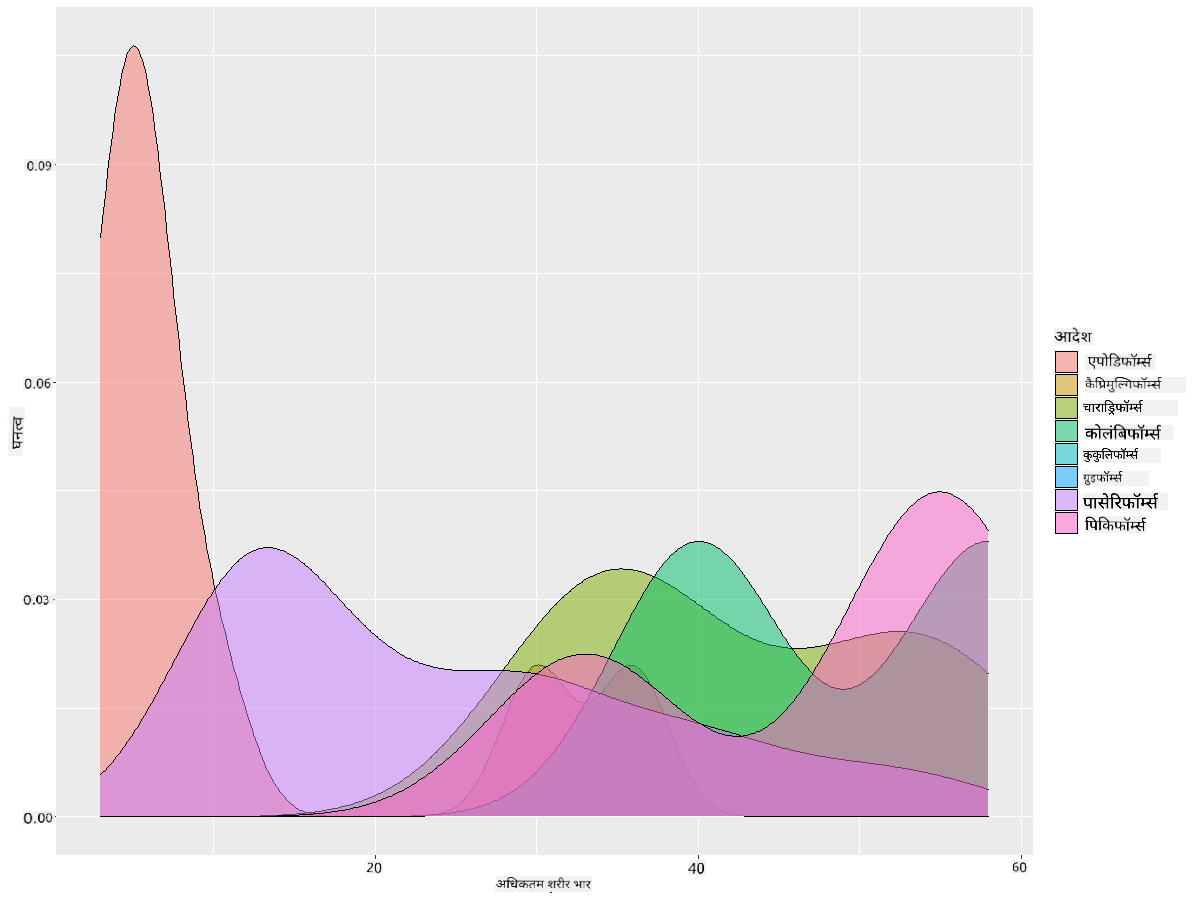 0.09
0.06
0.03
0.00
घनत्व
20
40
60
अधिकतम शरीर भार
आदेश
एपोडिफॉर्म्स
कैप्रिमुल्गिफॉर्म्स
चाराड्रिफॉर्म्स
कोलंबिफॉर्म्स
कुकुलिफॉर्म्स
ग्रुइफॉर्म्स
पासेरिफॉर्म्स
पिकिफॉर्म्स